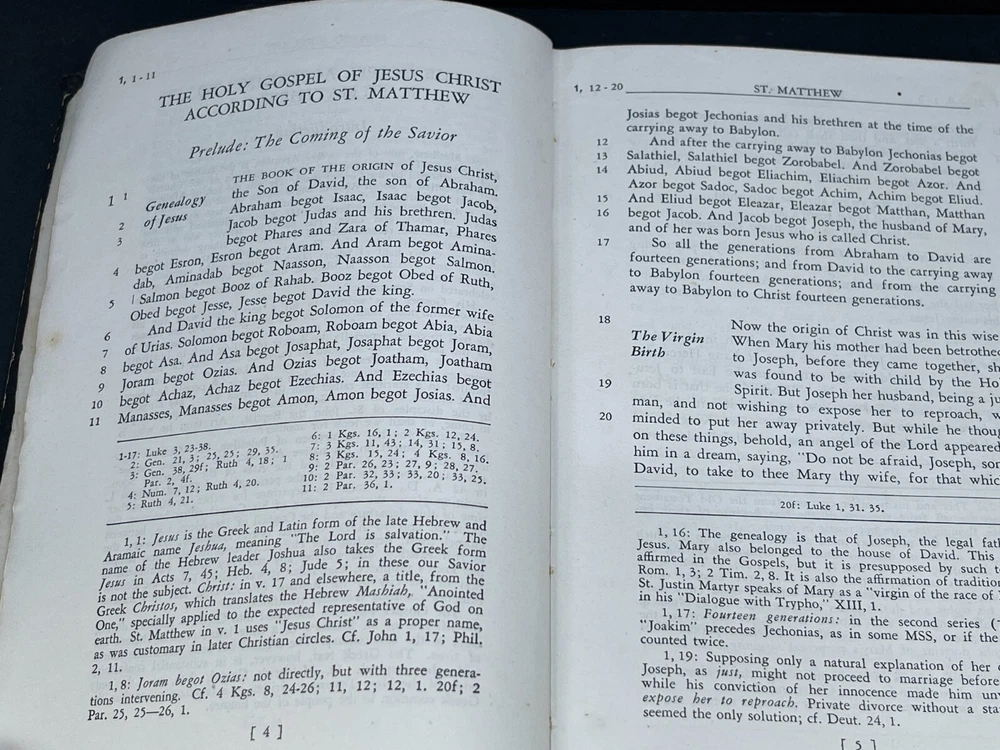 1, 1-11
THE HOLY GOSPEL OF JESUS CHRIST
ACCORDING TO ST. MATTHEW
Prelude: The Coming of the Savior
1 1 Genealogy of Jesus
THE BOOK OF THE ORIGIN of Jesus Christ,
the Son of David, the son of Abraham.
2 Abraham begot Isaac, Isaac begot Jacob,
3 Jacob begot Judas and his brethren. Judas
begot Phares and Zara of Thamar, Phares
4 begot Esron, Esron begot Aram. And Aram begot Amina-
dab, Aminadab begot Naasson, Naasson begot Salmon.
5 | Salmon begot Booz of Rahab. Booz begot Obed of Ruth,
Obed begot Jesse, Jesse begot David the king.
6 And David the king begot Solomon of the former wife
7 of Urias. Solomon begot Roboam, Roboam begot Abia, Abia
8 begot Asa. And Asa begot Josaphat, Josaphat begot Joram,
9 Joram begot Ozias. And Ozias begot Joatham, Joatham
10 begot Achaz, Achaz begot Ezechias. And Ezechias begot
11 Manasses, Manasses begot Amon, Amon begot Josias. And
1-17: Luke 3, 23-38.
2: Gen. 21, 3; 25, 25; 29, 35.
3: Gen. 38, 29f; Ruth 4, 18; 1
Par. 2, 4f.
4: Num. 7, 12; Ruth 4, 20.
5: Ruth 4, 21.
6: 1 Kgs. 16, 1; 2 Kgs. 12, 24.
7: 3 Kgs. 11, 43; 14, 31; 15, 8.
8: 3 Kgs. 15, 24; 4 Kgs. 8, 16.
9: 2 Par. 26, 23; 27, 9; 28, 27.
10: 2 Par. 32, 33; 33, 20; 33, 25.
11: 2 Par. 36, 1.
1, 1: Jesus is the Greek and Latin form of the late Hebrew and
Aramaic name Jeshua, meaning "The Lord is salvation." The
name of the Hebrew leader Joshua also takes the Greek form
Jesus in Acts 7, 45; Heb. 4, 8; Jude 5; in these our Savior
is not the subject. Christ: in v. 17 and elsewhere, a title, from the
Greek Christos, which translates the Hebrew Mashiah, "Anointed
One," specially applied to the expected representative of God on
earth. St. Matthew in v. 1 uses "Jesus Christ" as a proper name,
as was customary in later Christian circles. Cf. John 1, 17; Phil.
2, 11.
1, 8: Joram begot Ozias: not directly, but with three genera-
tions intervening. Cf. 4 Kgs. 8, 24-26; 11, 12; 12, 1. 20f; 2
Par. 25, 25—26, 1.
[ 4 ]
1, 12-20 ST. MATTHEW
Josias begot Jechonias and his brethren at the time of the
carrying away to Babylon.
12 And after the carrying away to Babylon Jechonias begot
13 Salathiel, Salathiel begot Zorobabel. And Zorobabel begot
14 Abiud, Abiud begot Eliachim, Eliachim begot Azor. And
Azor begot Sadoc, Sadoc begot Achim, Achim begot Eliud.
15 And Eliud begot Eleazar, Eleazar begot Matthan, Matthan
16 begot Jacob. And Jacob begot Joseph, the husband of Mary,
and of her was born Jesus who is called Christ.
17 So all the generations from Abraham to David are
fourteen generations; and from David to the carrying away
to Babylon fourteen generations; and from the carrying
away to Babylon to Christ fourteen generations.
18 The Virgin Birth
Now the origin of Christ was in this wise
When Mary his mother had been betrothe
to Joseph, before they came together, sh
was found to be with child by the Ho
19 Spirit. But Joseph her husband, being a ju
man, and not wishing to expose her to reproach, w
20 minded to put her away privately. But while he thoug
on these things, behold, an angel of the Lord appeared
him in a dream, saying, "Do not be afraid, Joseph, son
David, to take to thee Mary thy wife, for that whic
20f: Luke 1, 31. 35.
1, 16: The genealogy is that of Joseph, the legal fath
Jesus. Mary also belonged to the house of David. This
affirmed in the Gospels, but it is presupposed by such t
Rom. 1, 3; 2 Tim. 2, 8. It is also the affirmation of tradition
St. Justin Martyr speaks of Mary as a "virgin of the race of
in his "Dialogue with Trypho," XIII, 1.
1, 17: Fourteen generations: in the second series (
"Joakim" precedes Jechonias, as in some MSS, or if the
counted twice.
1, 19: Supposing only a natural explanation of her
Joseph, as just, might not proceed to marriage before
while his conviction of her innocence made him unw
expose her to reproach. Private divorce without a sta
seemed the only solution; cf. Deut. 24, 1.
[ 5 ]